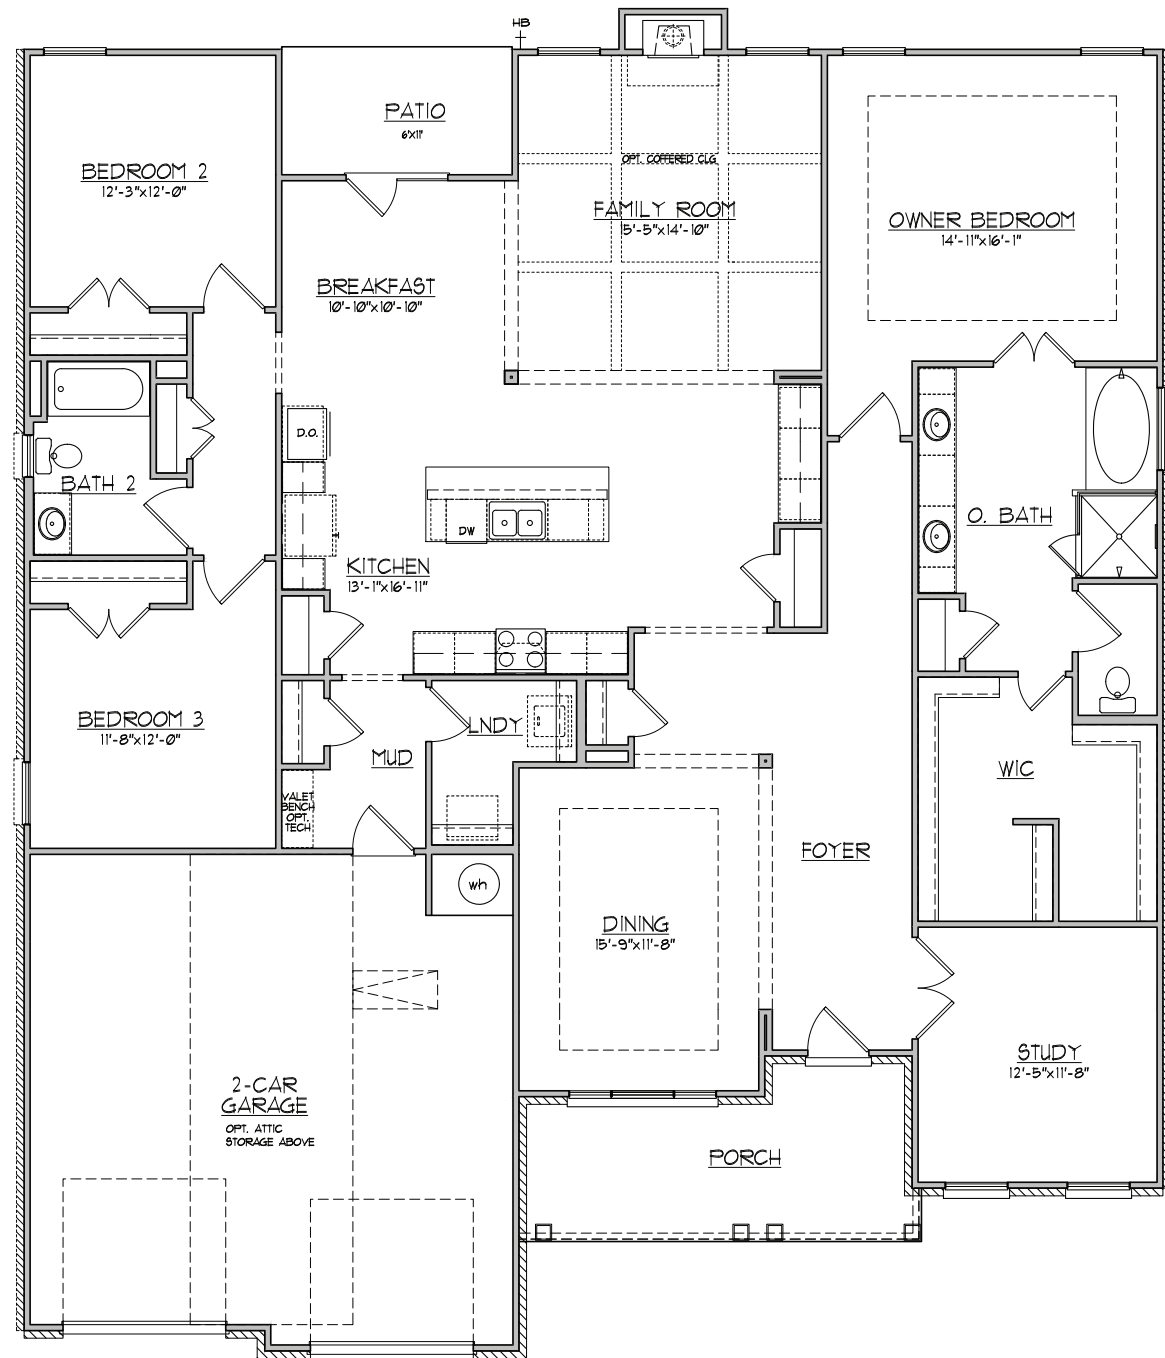 HB
PATIO
6'X11'
BEDROOM 2
12'-3"x12'-0"
OPT. COFFERED CLG
FAMILY ROOM
15'-5"x14'-10"
OWNER BEDROOM
14'-11"x16'-1"
BREAKFAST
10'-10"x10'-10"
D.O.
BATH 2
DW
O. BATH
KITCHEN
13'-1"x16'-11"
BEDROOM 3
11'-8"x12'-0"
LNDY
MUD
WIC
VALET
BENCH
OPT.
TECH
FOYER
wh
DINING
15'-9"x11'-8"
STUDY
12'-5"x11'-8"
2-CAR
GARAGE
OPT. ATTIC
STORAGE ABOVE
PORCH